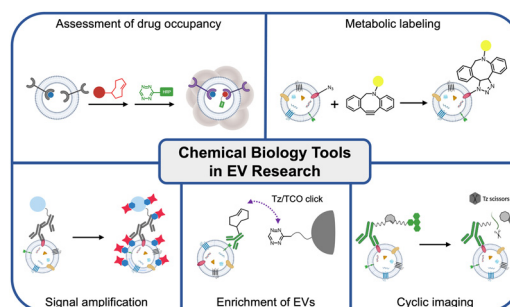 Assessment of drug occupancy
Metabolic labeling
HRP
N₃
N
N
N=N
Chemical Biology Tools
in EV Research
Tz/TCO click
Tz scissors
Signal amplification
Enrichment of EVs
Cyclic imaging